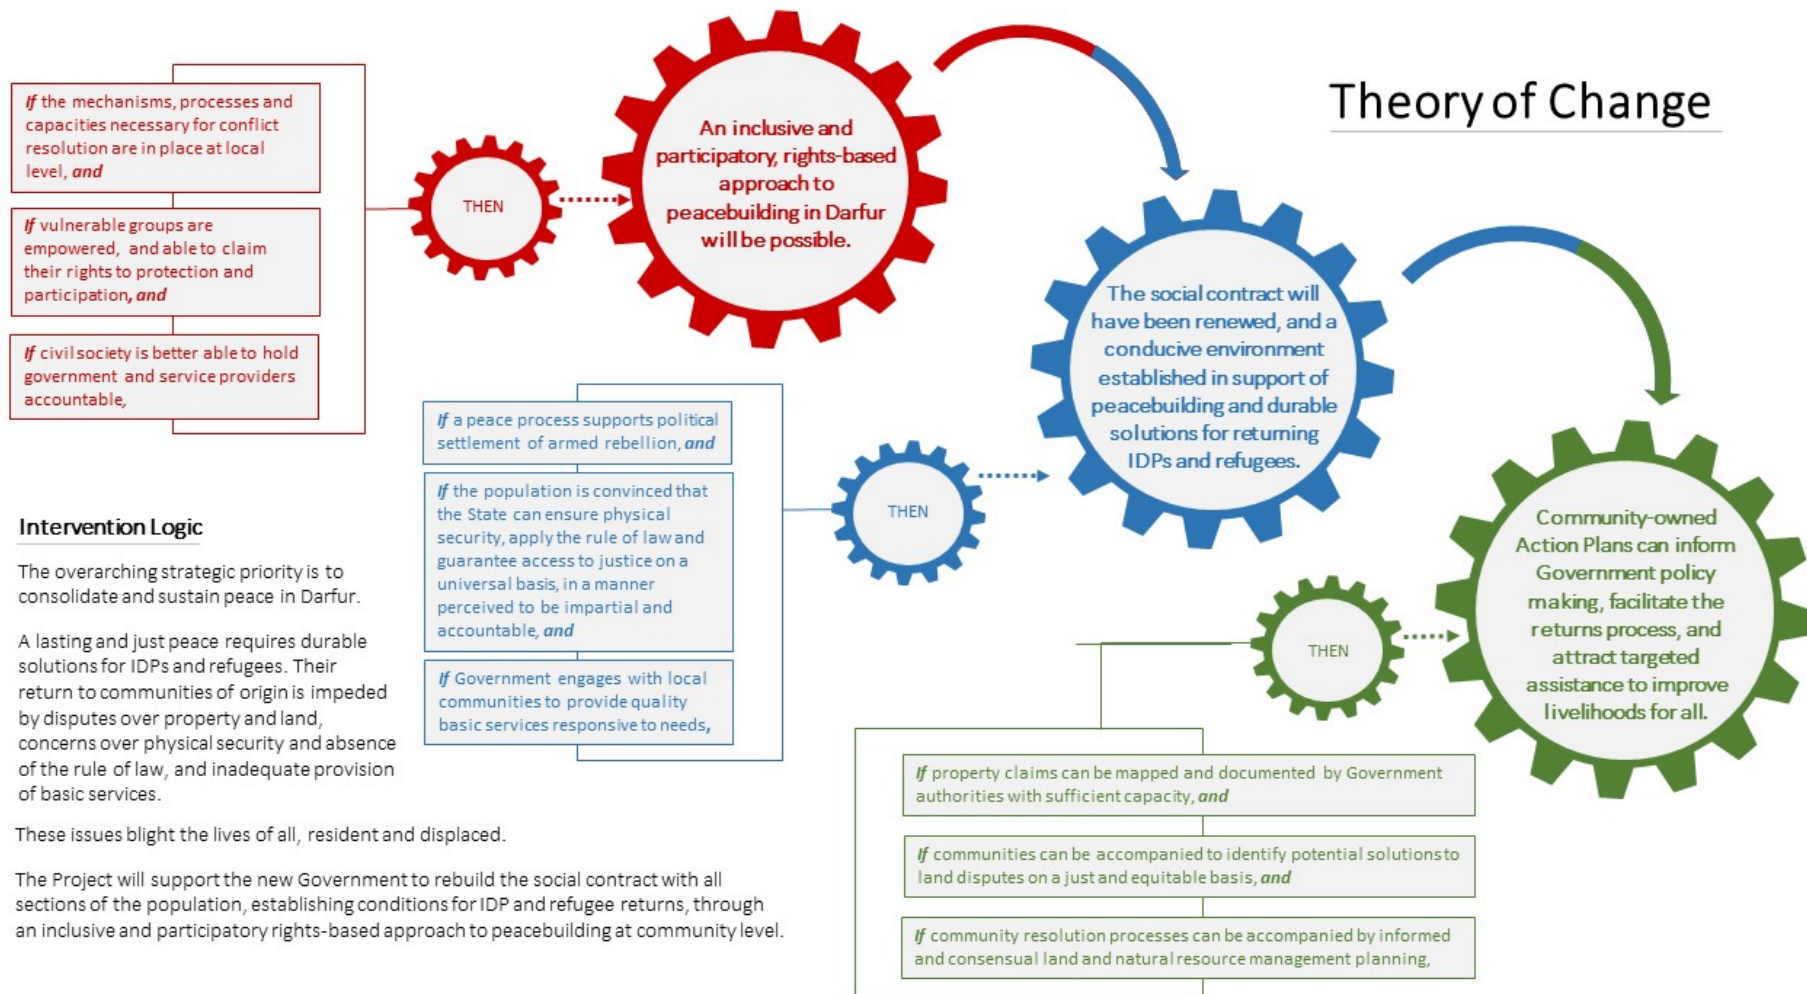 Theory of Change
If the mechanisms, processes and
capacities necessary for conflict
resolution are in place at local
level, and
If vulnerable groups are
empowered, and able to claim
their rights to protection and
participation, and
If civil society is better able to hold
government and service providers
accountable,
THEN
An inclusive and
participatory, rights-based
approach to
peacebuilding in Darfur
will be possible.
If a peace process supports political
settlement of armed rebellion, and
If the population is convinced that
the State can ensure physical
security, apply the rule of law and
guarantee access to justice on a
universal basis, in a manner
perceived to be impartial and
accountable, and
If Government engages with local
communities to provide quality
basic services responsive to needs,
THEN
The social contract will
have been renewed, and a
conducive environment
established in support of
peacebuilding and durable
solutions for returning
IDPs and refugees.
If property claims can be mapped and documented by Government
authorities with sufficient capacity, and
If communities can be accompanied to identify potential solutions to
land disputes on a just and equitable basis, and
If community resolution processes can be accompanied by informed
and consensual land and natural resource management planning,
THEN
Community-owned
Action Plans can inform
Government policy
making, facilitate the
returns process, and
attract targeted
assistance to improve
livelihoods for all.
Intervention Logic
The overarching strategic priority is to
consolidate and sustain peace in Darfur.
A lasting and just peace requires durable
solutions for IDPs and refugees. Their
return to communities of origin is impeded
by disputes over property and land,
concerns over physical security and absence
of the rule of law, and inadequate provision
of basic services.
These issues blight the lives of all, resident and displaced.
The Project will support the new Government to rebuild the social contract with all
sections of the population, establishing conditions for IDP and refugee returns, through
an inclusive and participatory rights-based approach to peacebuilding at community level.